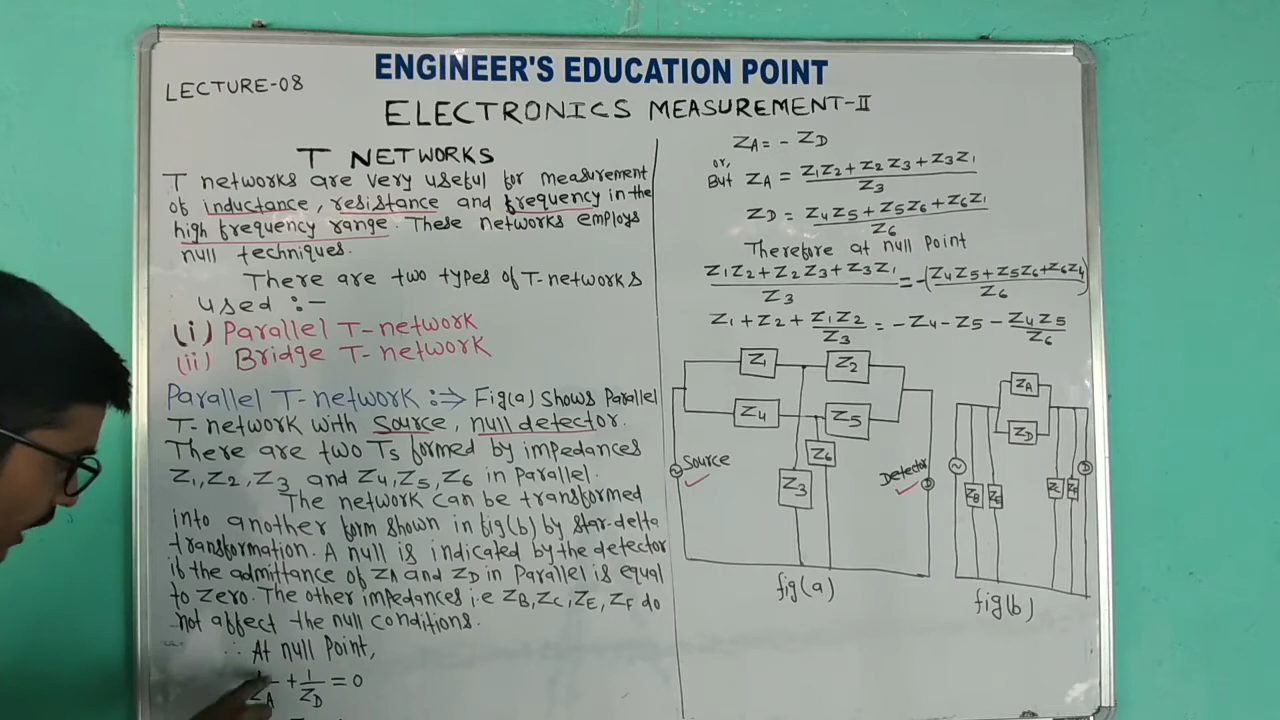 ENGINEER'S EDUCATION POINT
LECTURE-08
ELECTRONICS MEASUREMENT-II
T NETWORKS
T networks are very useful for measurement
of inductance, resistance and frequency in the
high frequency range. These networks employs
null techniques.
There are two types of T-networks
used :-
(i) Parallel T-network
(ii) Bridge T-network
Parallel T-network :⇒ Fig(a) shows Parallel
T-network with Source, null detector.
There are two Ts formed by impedances
Z1, Z2, Z3 and Z4, Z5, Z6 in Parallel.
The network can be transformed
into another form shown in fig(b) by star-delta
transformation. A null is indicated by the detector
if the admittance of ZA and ZD in Parallel is equal
to zero. The other impedances i.e ZB, ZC, ZE, ZF do
not affect the null conditions.
∴ At null Point,
1/ZA + 1/ZD = 0
ZA = - ZD
or,
But ZA = (Z1Z2 + Z2Z3 + Z3Z1)/Z3
ZD = (Z4Z5 + Z5Z6 + Z6Z1)/Z6
Therefore at null point
(Z1Z2 + Z2Z3 + Z3Z1)/Z3 = -((Z4Z5 + Z5Z6 + Z6Z4)/Z6)
Z1 + Z2 + Z1Z2/Z3 = -Z4 - Z5 - Z4Z5/Z6
Z1 Z2
Z4 Z5
Z6
Z3
Source
Detector
D
fig(a)
ZA
ZD
D
ZB ZE
fig(b)